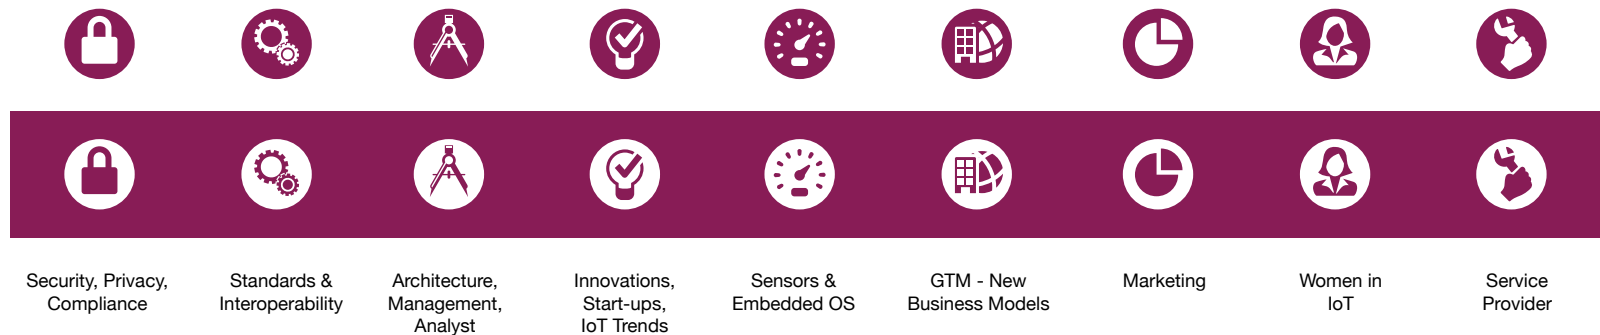 Security, Privacy,
Compliance
Standards &
Interoperability
Architecture,
Management,
Analyst
Innovations,
Start-ups,
IoT Trends
Sensors &
Embedded OS
GTM - New
Business Models
Marketing
Women in
IoT
Service
Provider